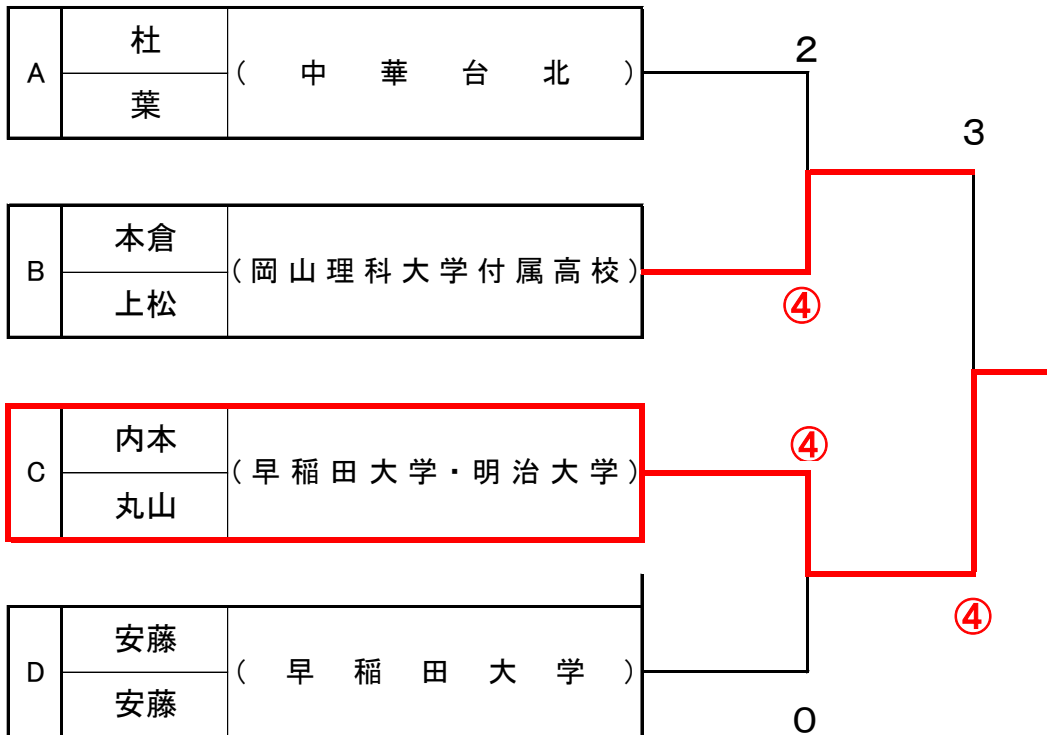 杜
A (中華台北) 2
葉
3
本倉
B (岡山理科大学付属高校)
上松 ④
内本 ④
C (早稲田大学・明治大学)
丸山
④
安藤
D (早稲田大学)
安藤 0